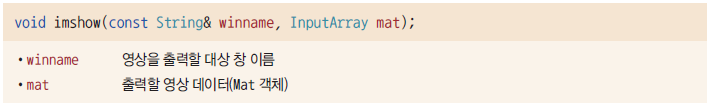 void imshow(const String& winname, InputArray mat);
• winname 영상을 출력할 대상 창 이름
• mat 출력할 영상 데이터(Mat 객체)